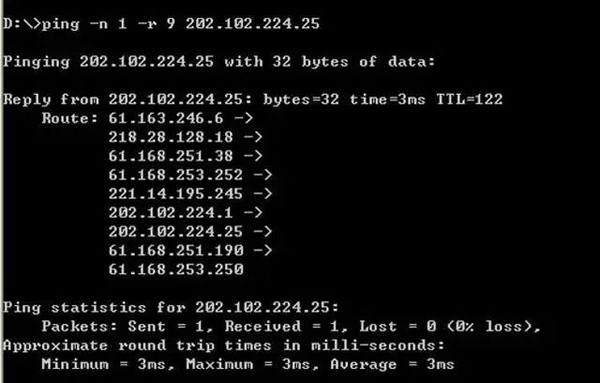 D:\>ping -n 1 -r 9 202.102.224.25
Pinging 202.102.224.25 with 32 bytes of data:
Reply from 202.102.224.25: bytes=32 time=3ms TTL=122
Route: 61.163.246.6 ->
218.28.128.18 ->
61.168.251.38 ->
61.168.253.252 ->
221.14.195.245 ->
202.102.224.1 ->
202.102.224.25 ->
61.168.251.190 ->
61.168.253.250
Ping statistics for 202.102.224.25:
Packets: Sent = 1, Received = 1, Lost = 0 (0% loss),
Approximate round trip times in milli-seconds:
Minimum = 3ms, Maximum = 3ms, Average = 3ms